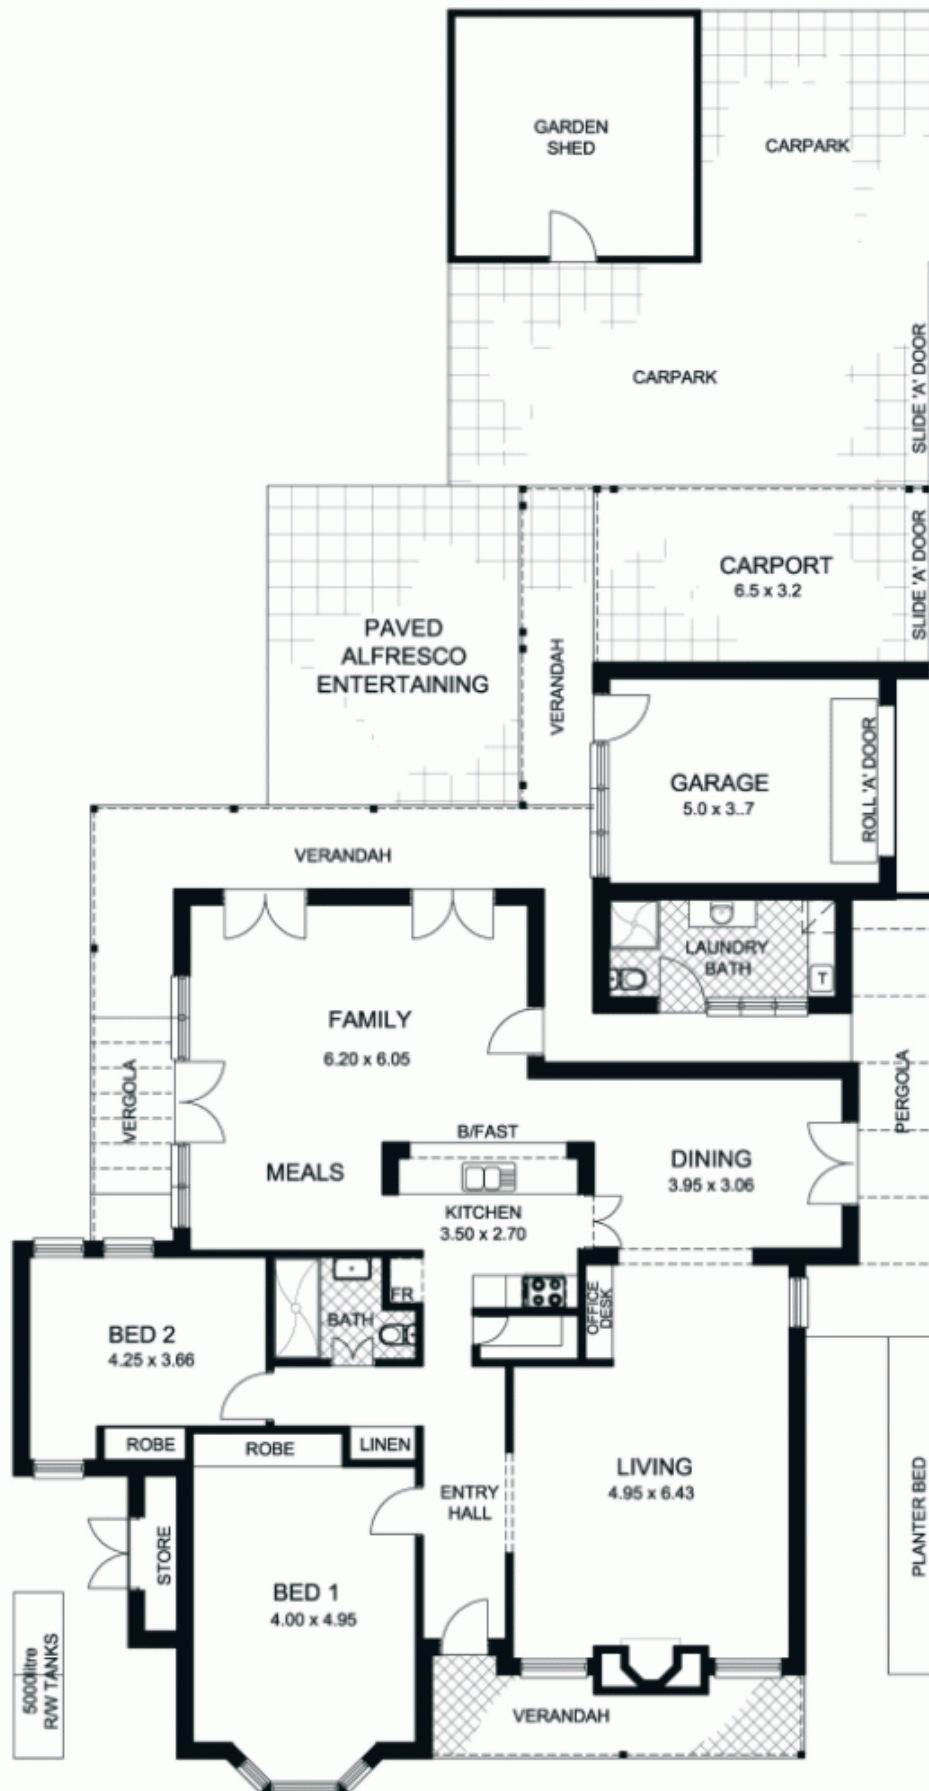 GARDEN
SHED
CARPARK
CARPARK
SLIDE 'A' DOOR
CARPORT
6.5 x 3.2
SLIDE 'A' DOOR
PAVED
ALFRESCO
ENTERTAINING
VERANDAH
GARAGE
5.0 x 3..7
ROLL 'A' DOOR
VERANDAH
LAUNDRY
BATH
T
FAMILY
6.20 x 6.05
VERGOLA
PERGOLA
B/FAST
MEALS
DINING
3.95 x 3.06
KITCHEN
3.50 x 2.70
FR
OFFICE
DESK
BATH
BED 2
4.25 x 3.66
ROBE
ROBE
LINEN
LIVING
4.95 x 6.43
ENTRY
HALL
PLANTER BED
STORE
BED 1
4.00 x 4.95
5000litre
R/W TANKS
VERANDAH